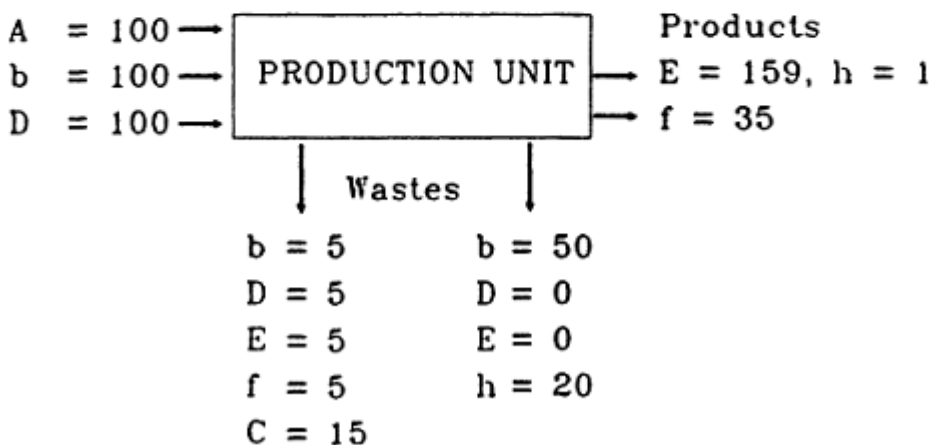 A = 100
b = 100
D = 100
PRODUCTION UNIT
Products
E = 159, h = 1
f = 35
Wastes
b = 5
D = 5
E = 5
f = 5
C = 15
b = 50
D = 0
E = 0
h = 20